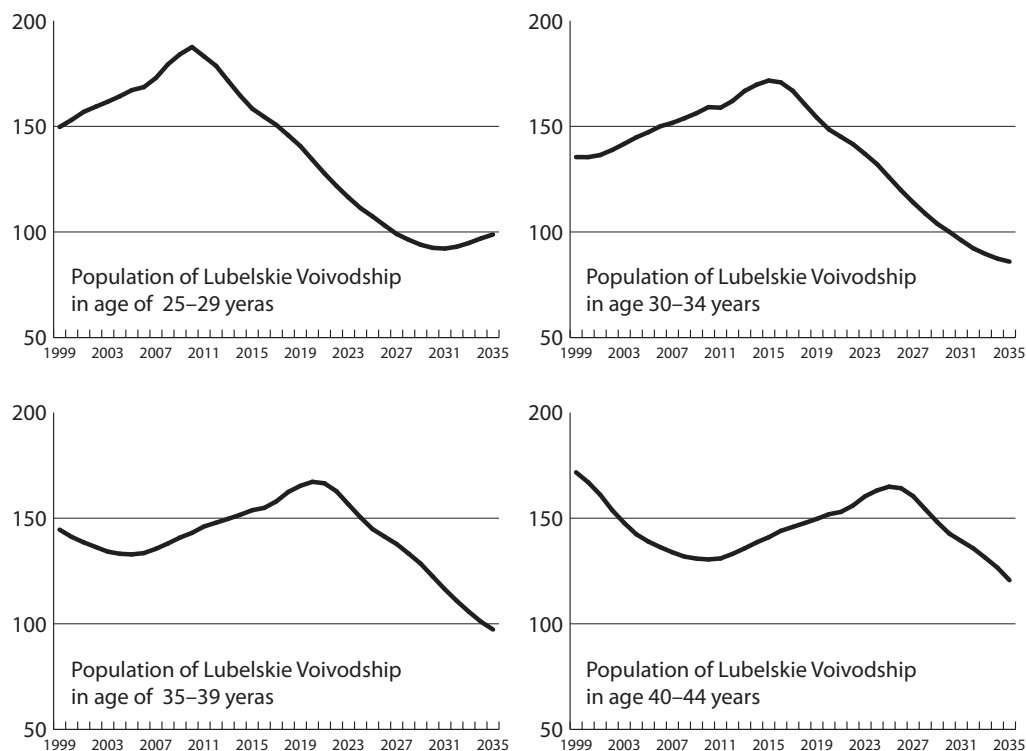 200
150
100
50
Population of Lubelskie Voivodship
in age of 25–29 yeras
1999 2003 2007 2011 2015 2019 2023 2027 2031 2035
200
150
100
50
Population of Lubelskie Voivodship
in age 30–34 years
1999 2003 2007 2011 2015 2019 2023 2027 2031 2035
200
150
100
50
Population of Lubelskie Voivodship
in age of 35–39 yeras
1999 2003 2007 2011 2015 2019 2023 2027 2031 2035
200
150
100
50
Population of Lubelskie Voivodship
in age 40–44 years
1999 2003 2007 2011 2015 2019 2023 2027 2031 2035